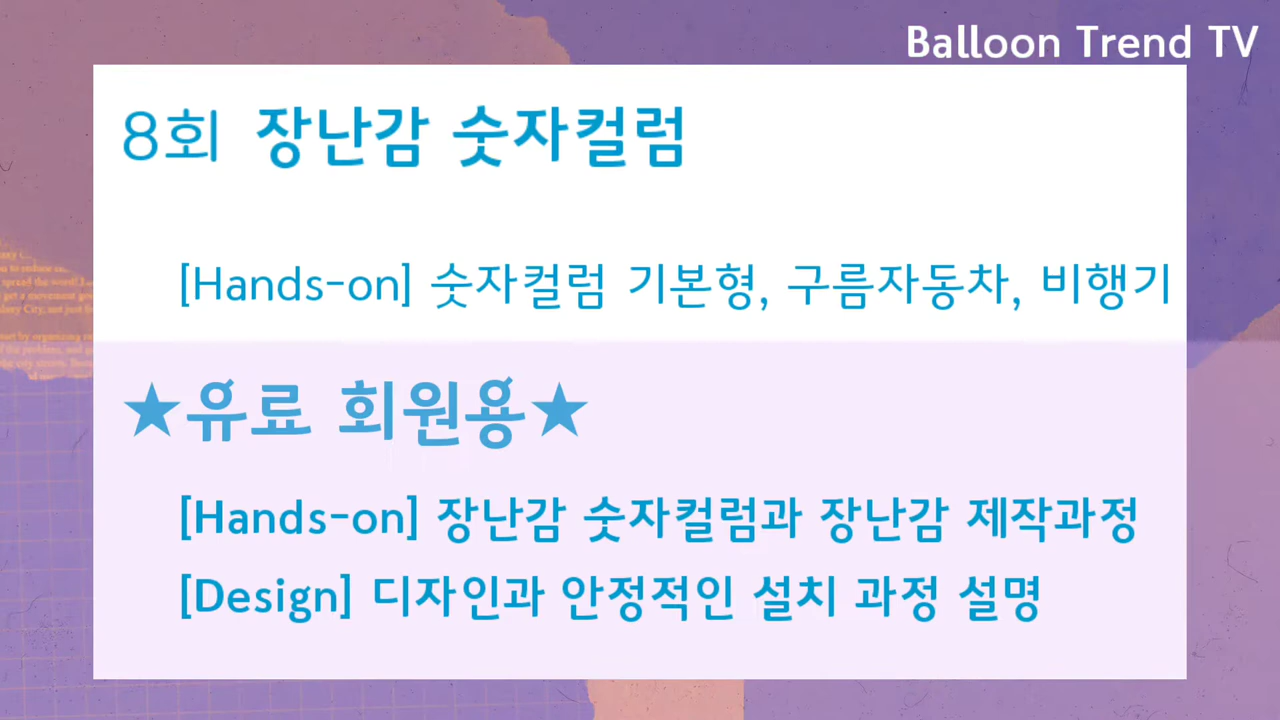 Balloon Trend TV
8회 장난감 숫자컬럼
[Hands-on] 숫자컬럼 기본형, 구름자동차, 비행기
★유료 회원용★
[Hands-on] 장난감 숫자컬럼과 장난감 제작과정
[Design] 디자인과 안정적인 설치 과정 설명